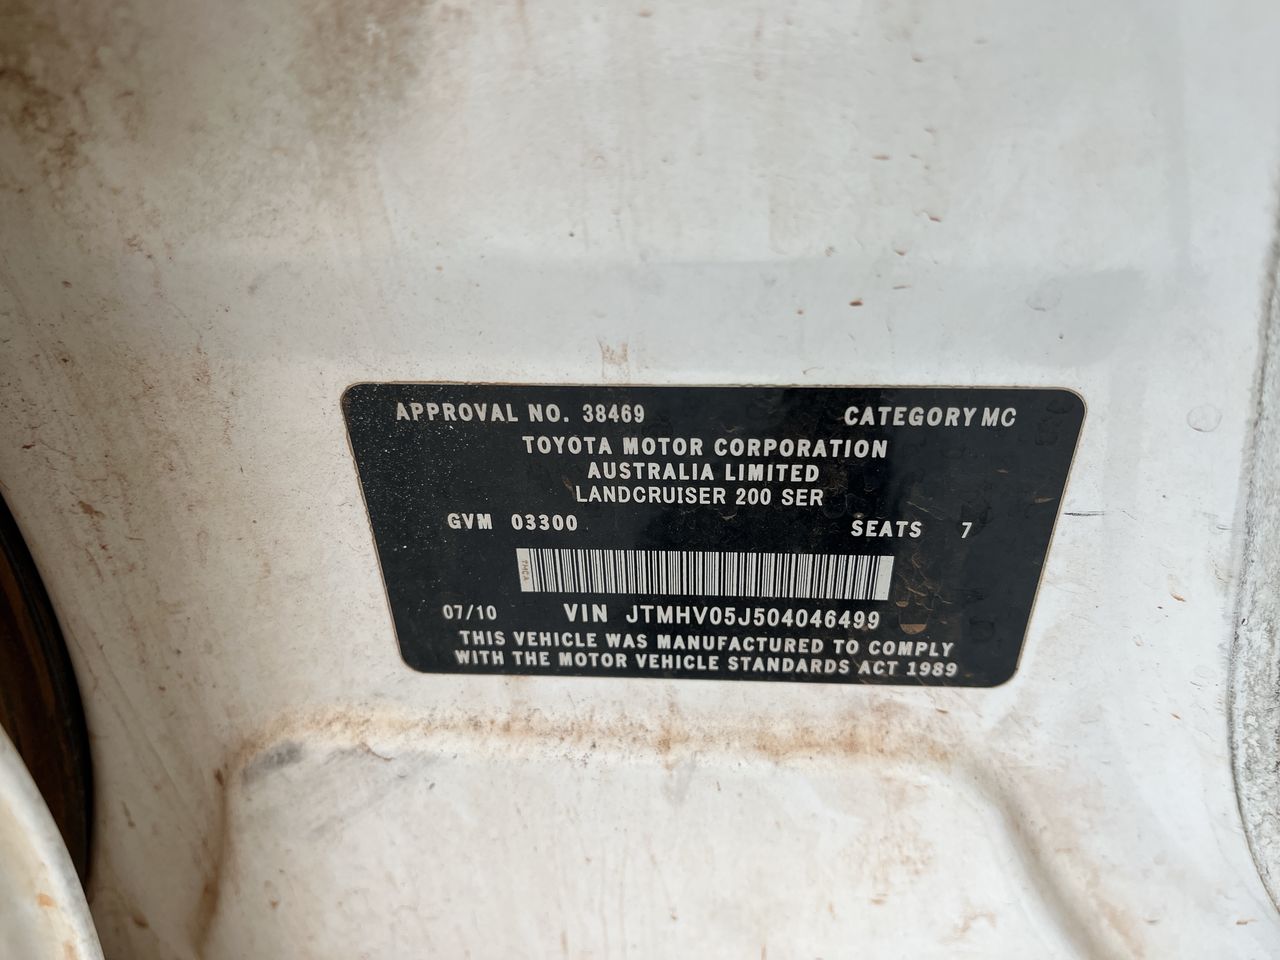 APPROVAL NO. 38469 CATEGORY MC
TOYOTA MOTOR CORPORATION
AUSTRALIA LIMITED
LANDCRUISER 200 SER
GVM 03300 SEATS 7
7HCA
07/10 VIN JTMHV05J504046499
THIS VEHICLE WAS MANUFACTURED TO COMPLY
WITH THE MOTOR VEHICLE STANDARDS ACT 1989